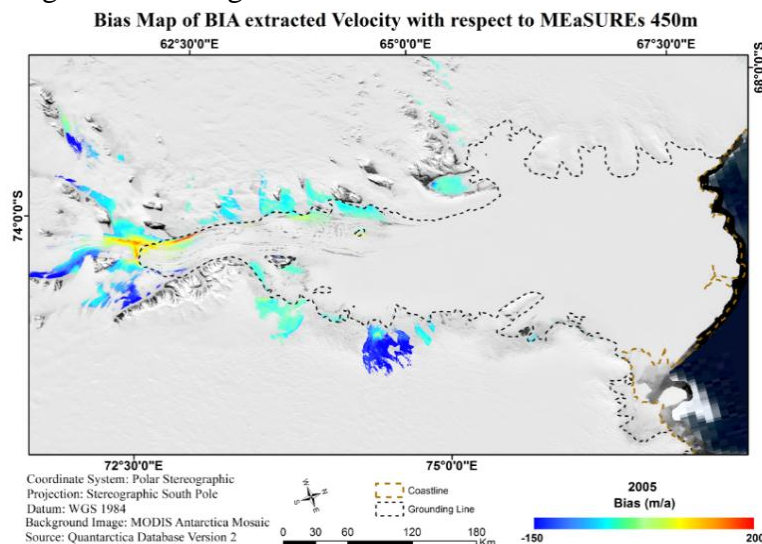 Bias Map of BIA extracted Velocity with respect to MEaSUREs 450m
62°30'0"E 65°0'0"E 67°30'0"E
68°0'0"E
74°0'0"S
72°30'0"E 75°0'0"E
Coordinate System: Polar Stereographic
Projection: Stereographic South Pole
Datum: WGS 1984
Background Image: MODIS Antarctica Mosaic
Source: Quantarctica Database Version 2
N
E
S
W
Coastline
Grounding Line
0 30 60 120 180
Km
2005
Bias (m/a)
-150 200